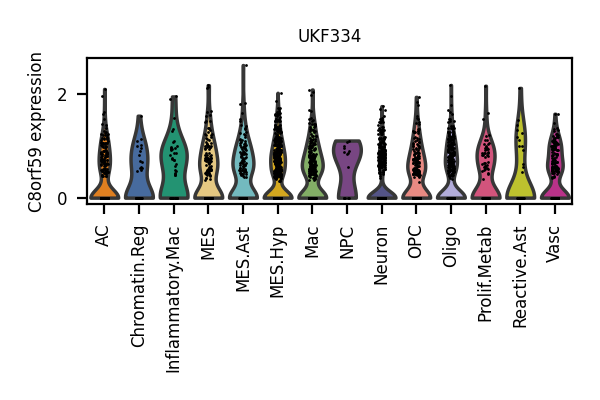 UKF334
C8orf59 expression
2
0
AC
Chromatin.Reg
Inflammatory.Mac
MES
MES.Ast
MES.Hyp
Mac
NPC
Neuron
OPC
Oligo
Prolif.Metab
Reactive.Ast
Vasc